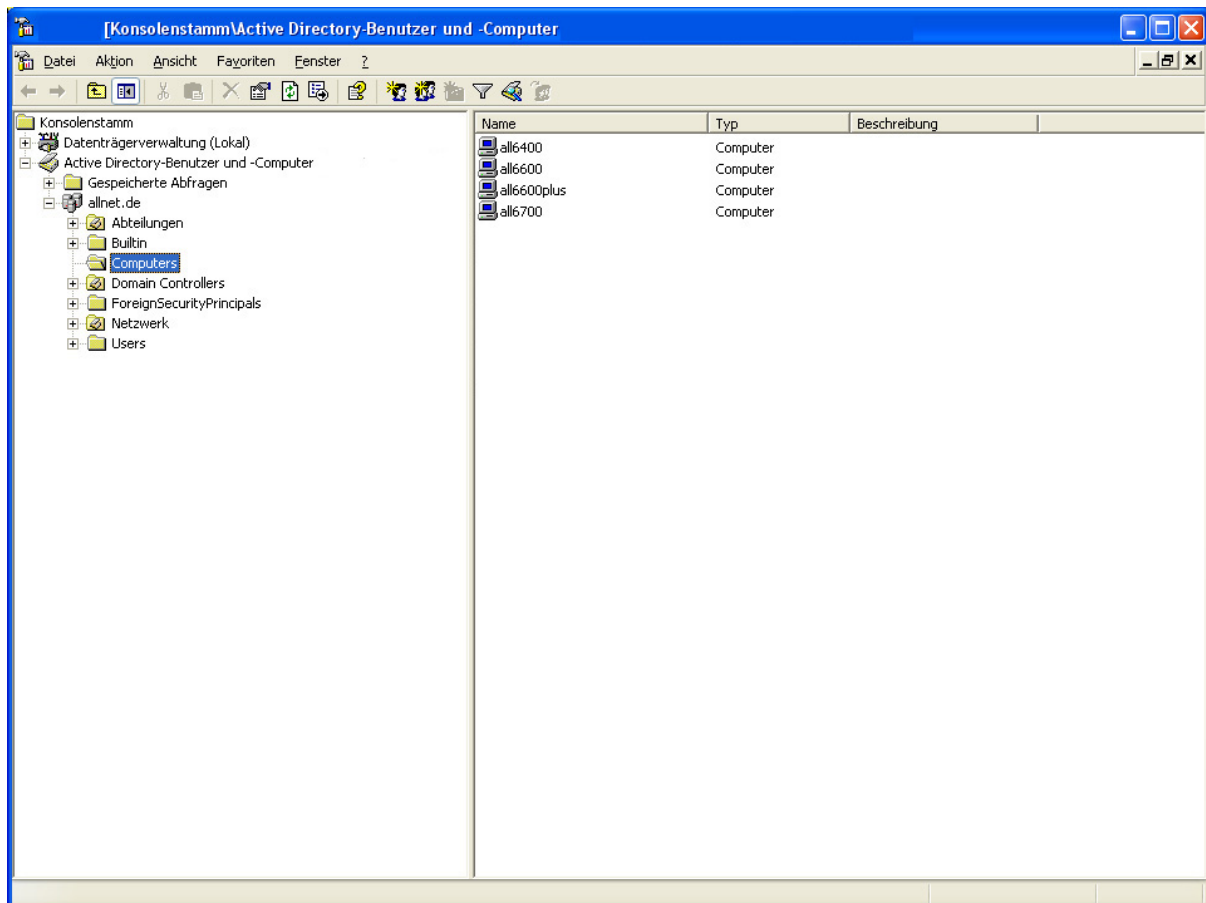 [Konsolenstamm\Active Directory-Benutzer und -Computer
Datei Aktion Ansicht Favoriten Fenster ?
Konsolenstamm
Datenträgerverwaltung (Lokal)
Active Directory-Benutzer und -Computer
Gespeicherte Abfragen
allnet.de
Abteilungen
Builtin
Computers
Domain Controllers
ForeignSecurityPrincipals
Netzwerk
Users
Name Typ Beschreibung
all6400 Computer
all6600 Computer
all6600plus Computer
all6700 Computer